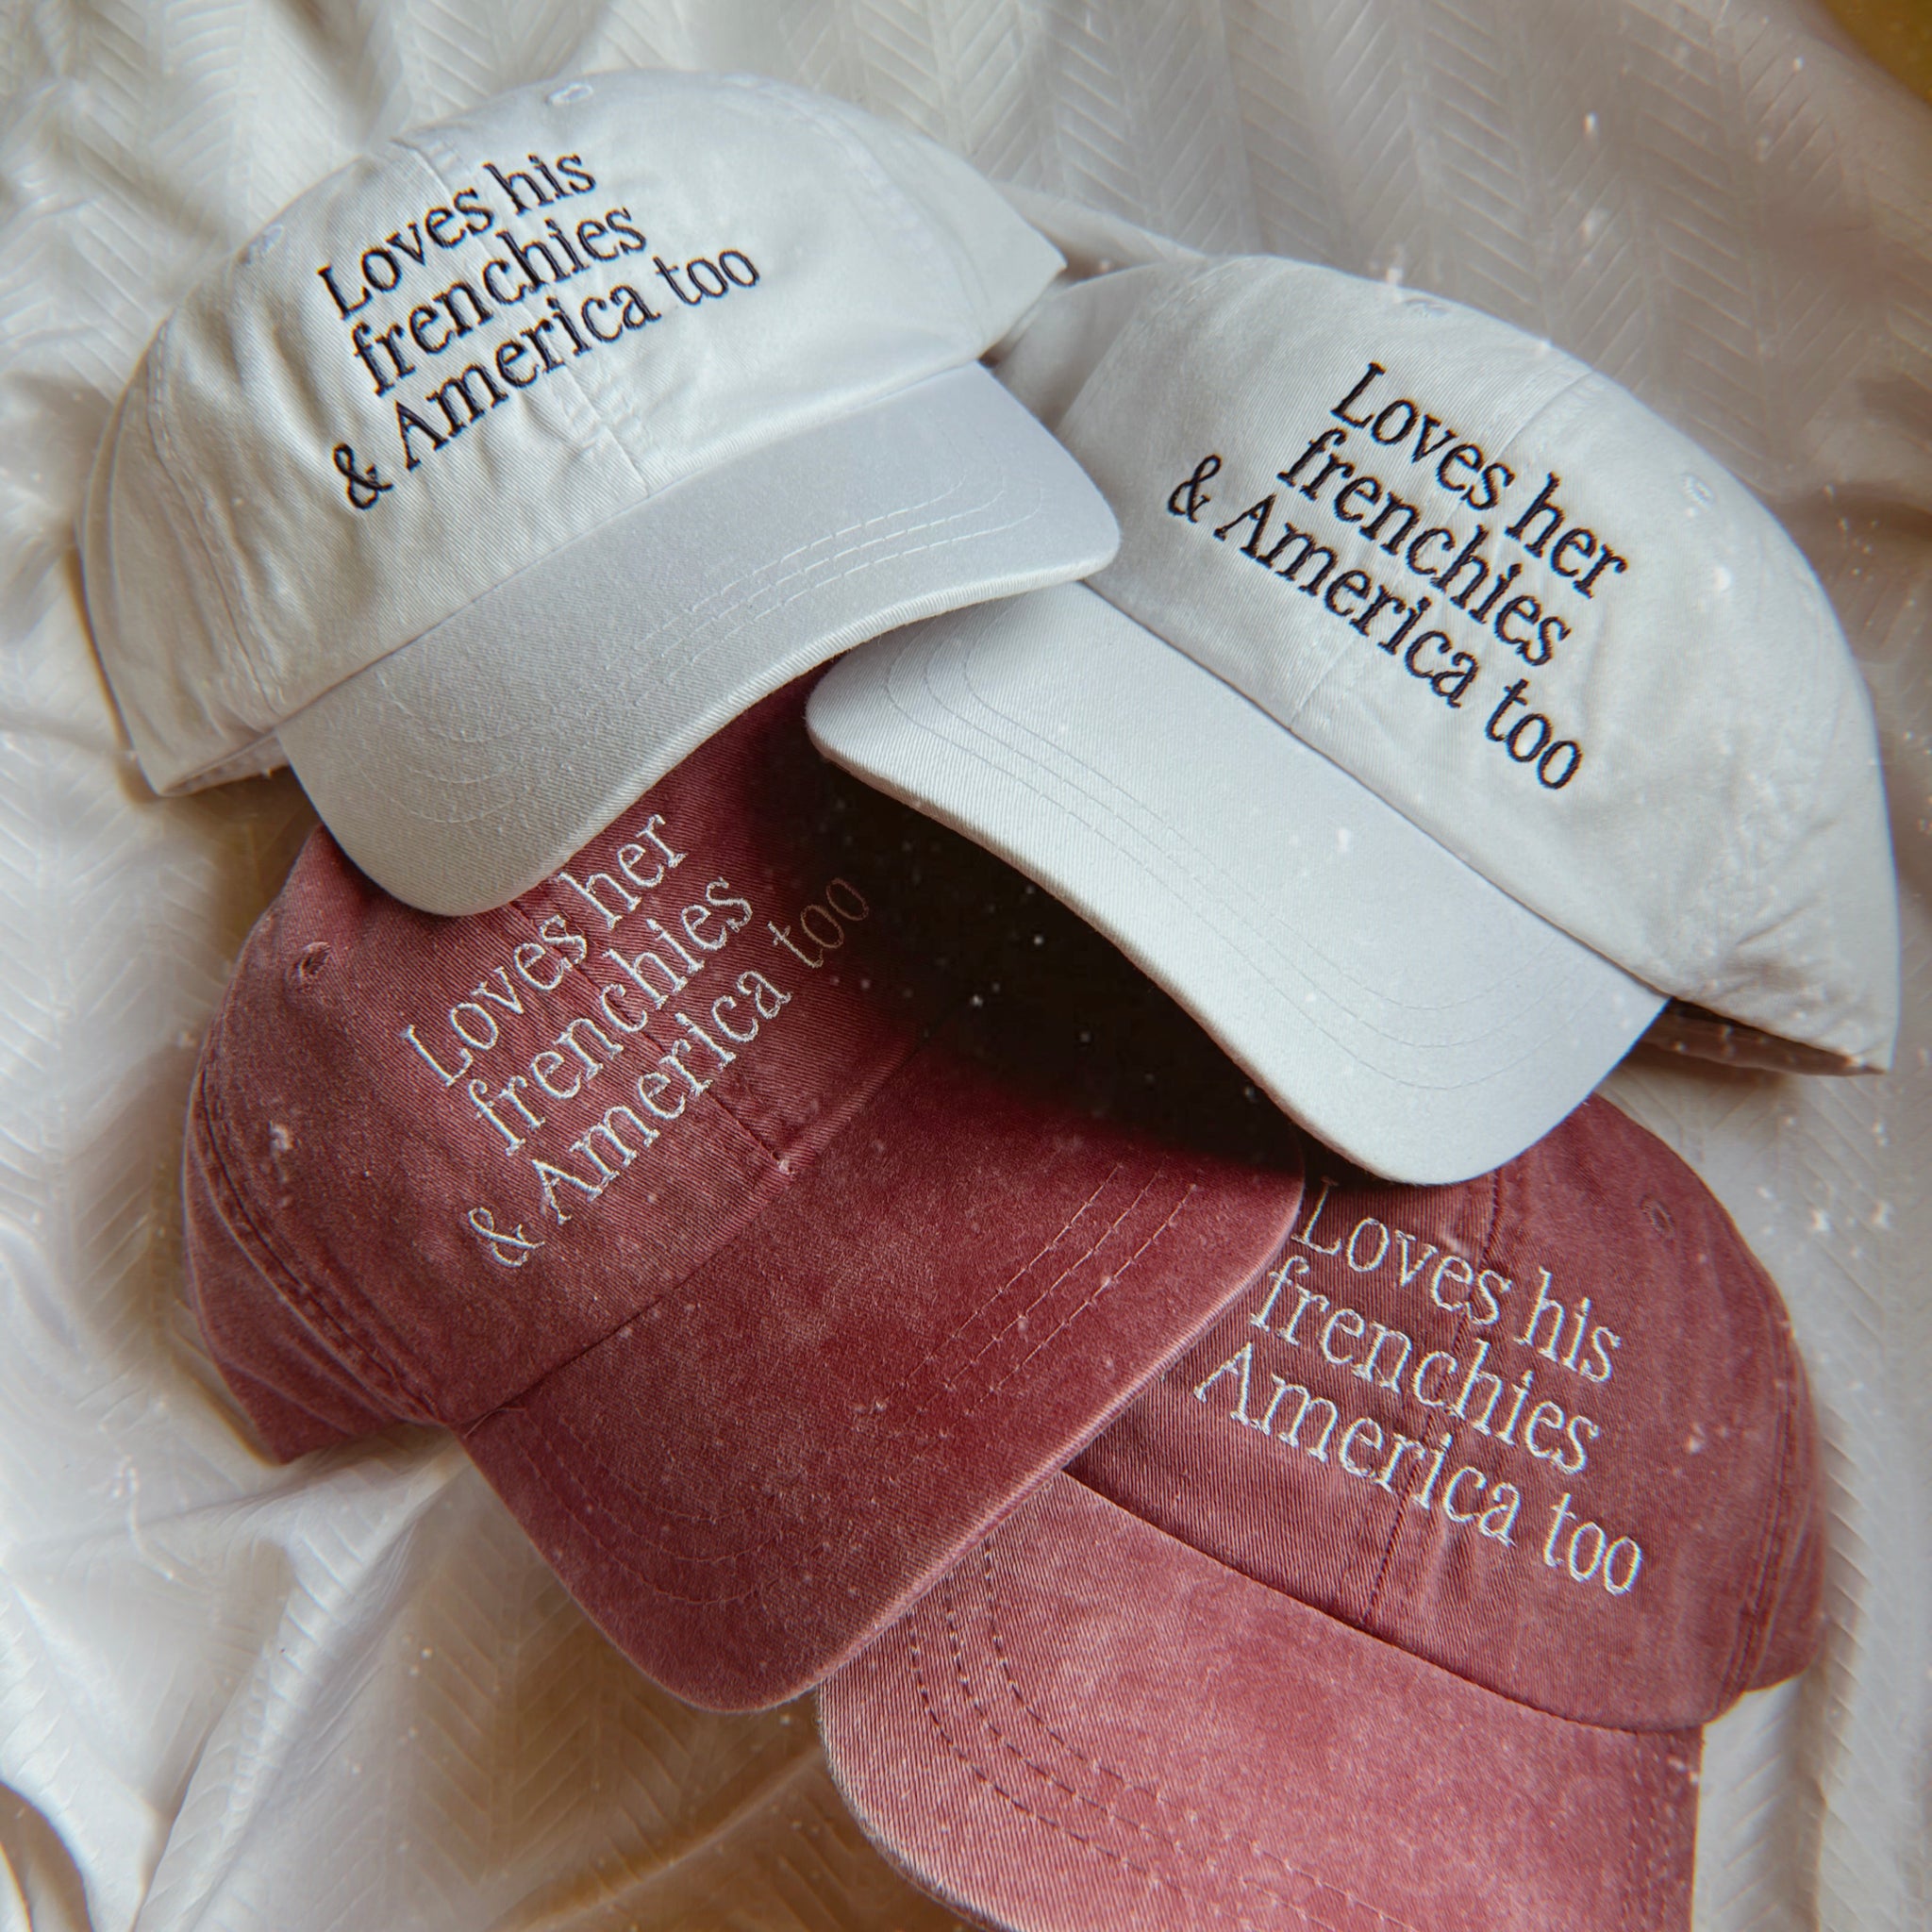 Loves his
frenchies
& America too
Loves her
frenchies
& America too
Loves her
frenchies
& America too
Loves his
frenchies
America too